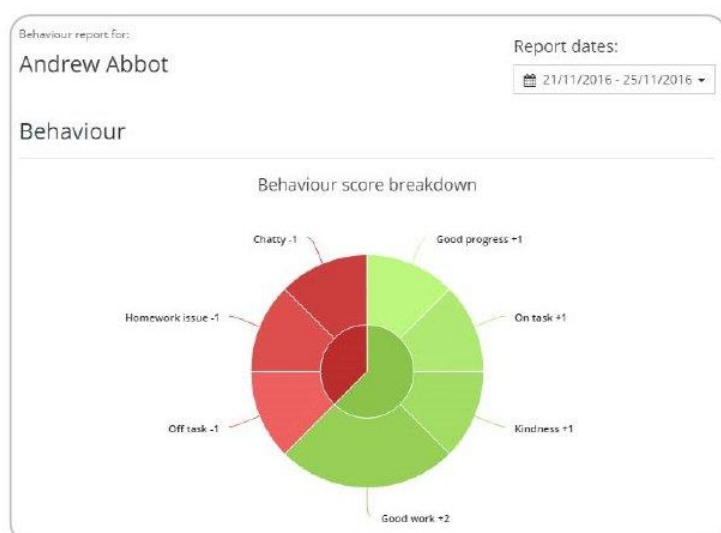 Behaviour report for:
Andrew Abbot
Report dates:
21/11/2016 - 25/11/2016
Behaviour
Behaviour score breakdown
Chatty -1
Good progress +1
Homework issue -1
On task +1
Off task -1
Kindness +1
Good work +2